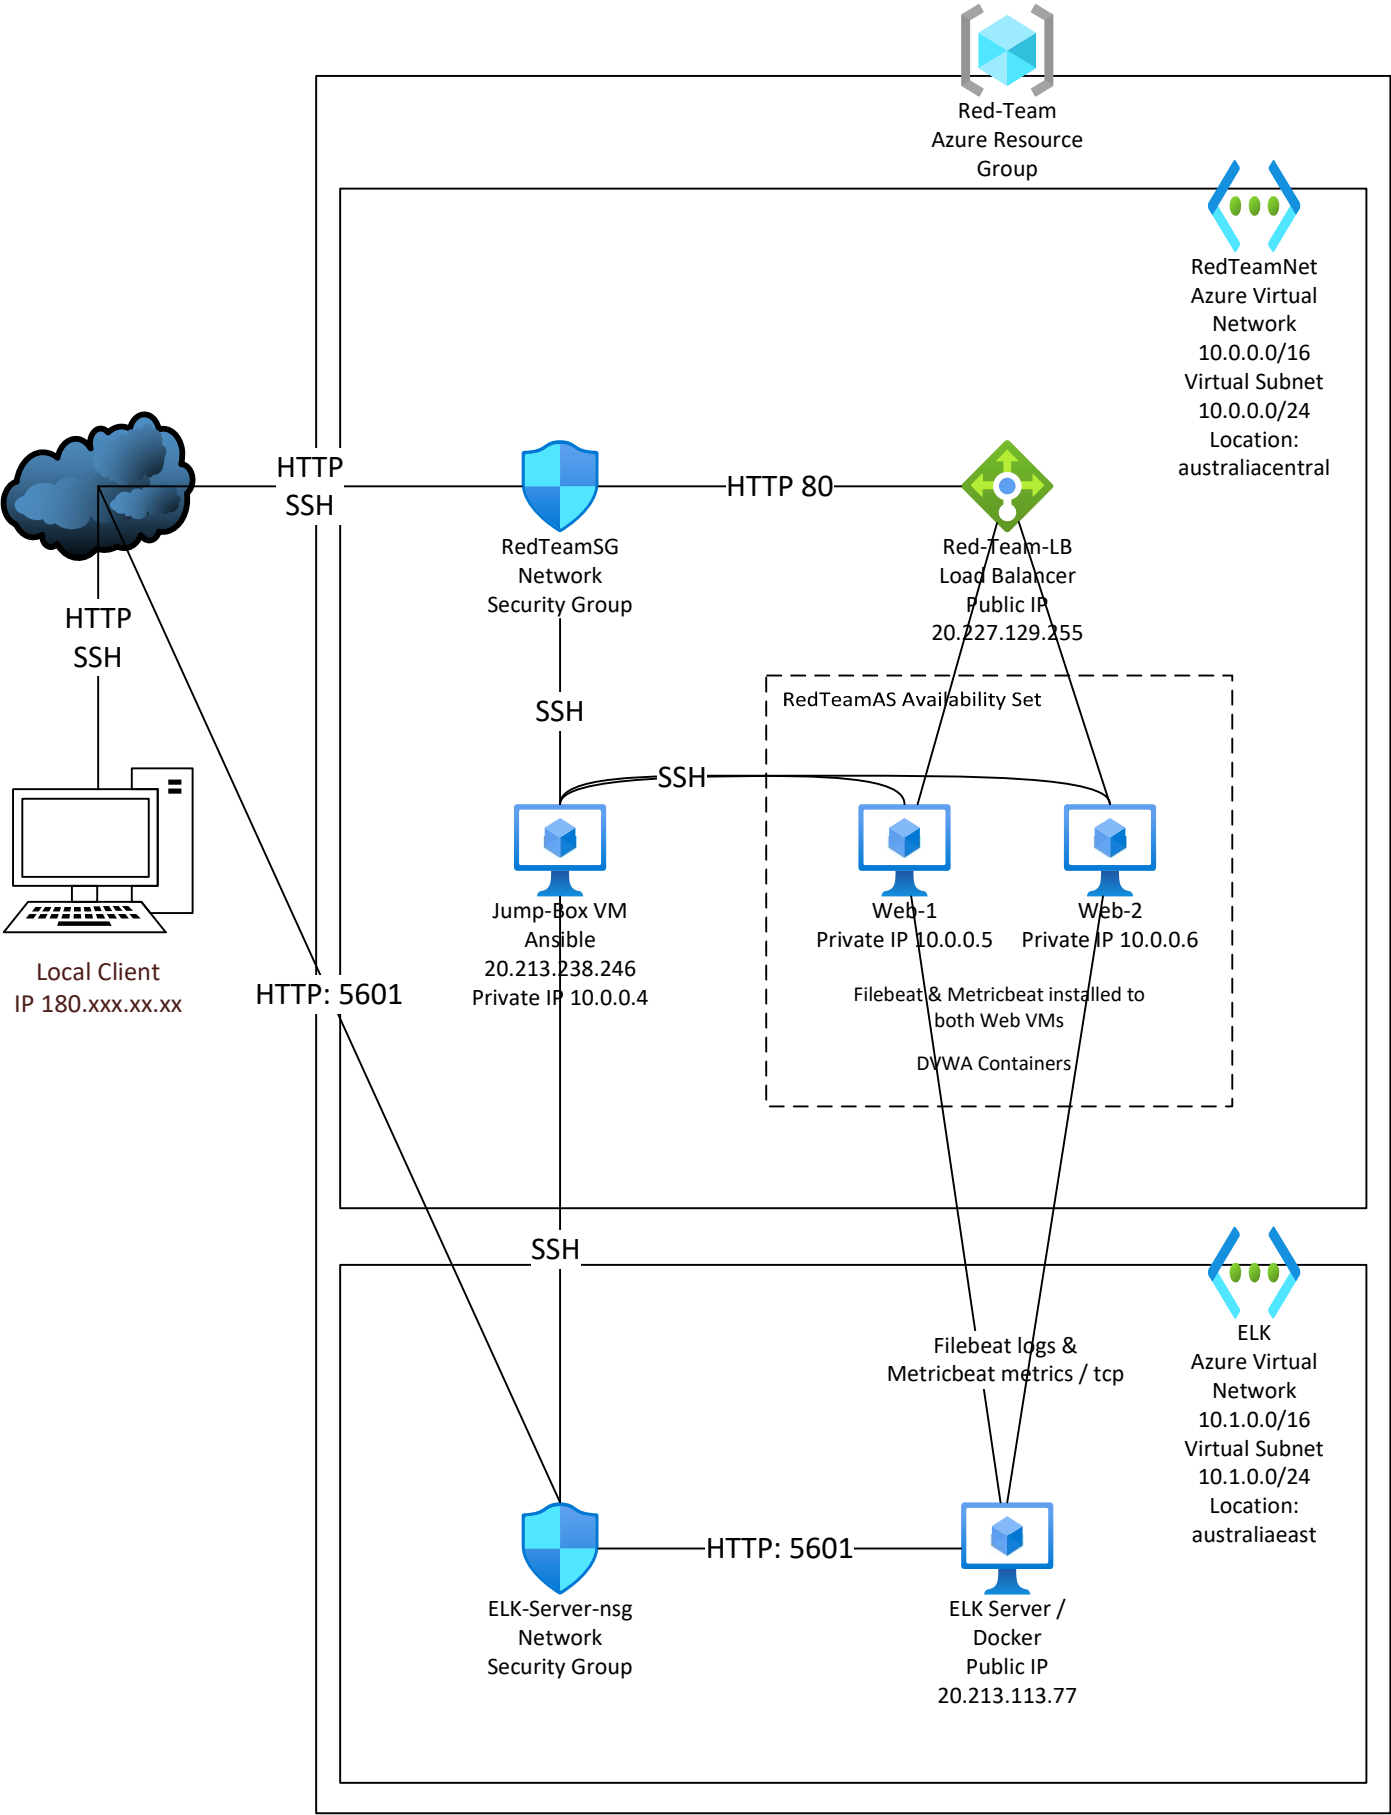 Red-Team
Azure Resource
Group
RedTeamNet
Azure Virtual
Network
10.0.0.0/16
Virtual Subnet
10.0.0.0/24
Location:
australiacentral
HTTP
SSH
HTTP 80
RedTeamSG
Network
Security Group
Red-Team-LB
Load Balancer
Public IP
20.227.129.255
HTTP
SSH
SSH
RedTeamAS Availability Set
SSH
Jump-Box VM
Ansible
20.213.238.246
Private IP 10.0.0.4
Web-1
Private IP 10.0.0.5
Web-2
Private IP 10.0.0.6
Local Client
IP 180.xxx.xx.xx
HTTP: 5601
Filebeat & Metricbeat installed to
both Web VMs
DVWA Containers
SSH
ELK
Azure Virtual
Network
10.1.0.0/16
Virtual Subnet
10.1.0.0/24
Location:
australiaeast
Filebeat logs &
Metricbeat metrics / tcp
HTTP: 5601
ELK-Server-nsg
Network
Security Group
ELK Server /
Docker
Public IP
20.213.113.77